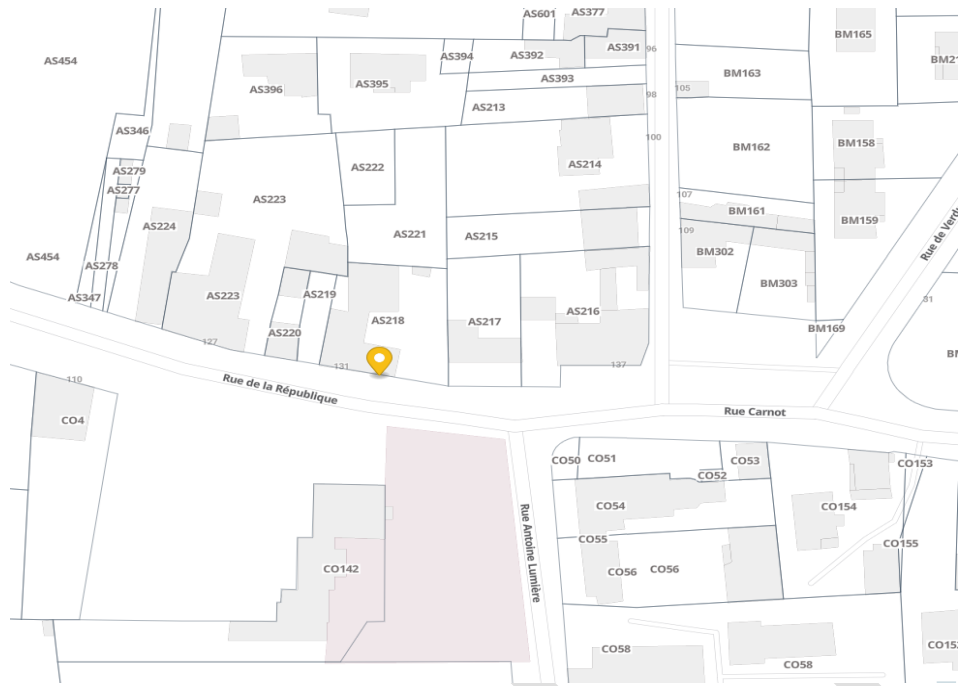 AS601
AS377
BM165
AS454
AS394
AS392
AS391
96
BM21
AS396
AS395
AS393
BM163
105
98
AS213
AS346
100
AS222
AS214
BM162
BM158
AS279
AS277
107
AS223
BM161
AS224
AS221
AS215
109
BM159
Rue de Verd
AS454
AS278
BM302
AS347
AS223
AS219
BM303
31
AS218
AS217
AS216
AS220
BM169
127
131
137
BM
110
Rue de la République
Rue Carnot
CO4
CO50
CO51
CO52
CO53
CO153
CO54
CO154
Rue Antoine Lumière
CO55
CO155
CO142
CO56
CO56
CO58
CO58
CO152